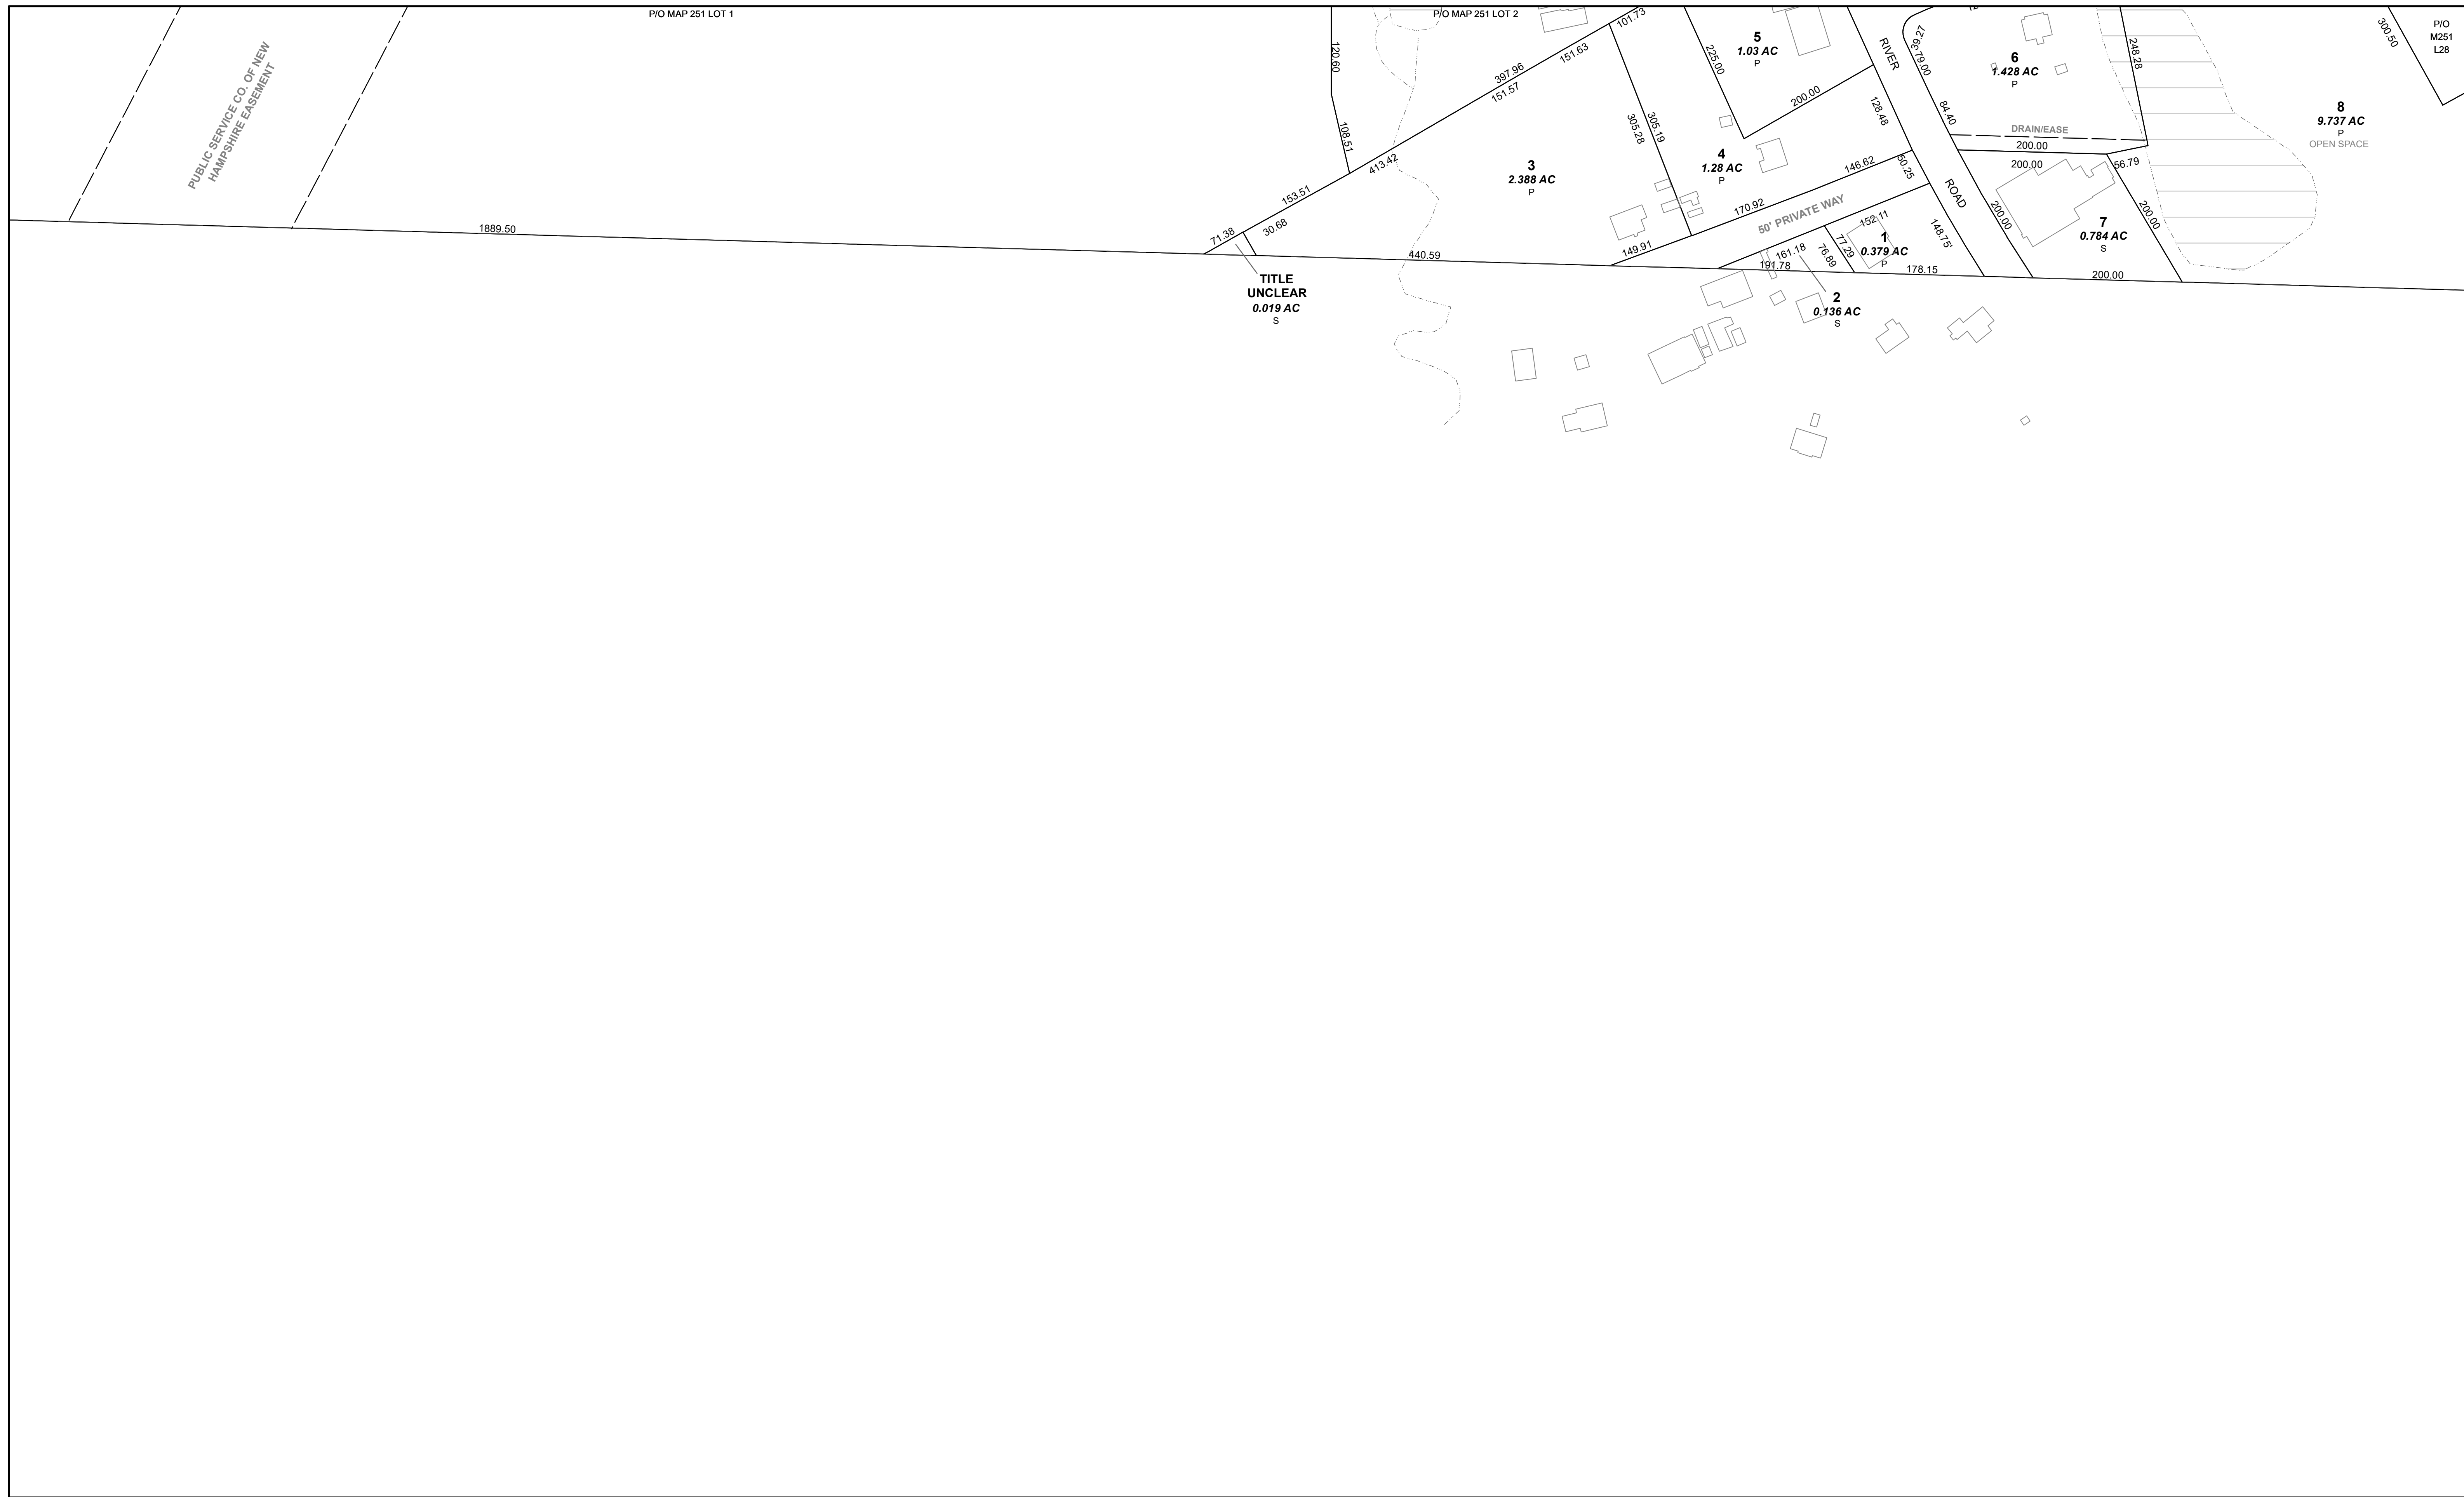 P/O MAP 251 LOT 1
P/O MAP 251 LOT 2
PUBLIC SERVICE CO. OF NEW
HAMPSHIRE EASEMENT
1889.50
120.60
108.51
101.73
151.63
397.96
151.57
413.42
153.51
71.38
30.68
TITLE
UNCLEAR
0.019 AC
S
440.59
3
2.388 AC
P
305.28
305.19
4
1.28 AC
P
5
1.03 AC
P
225.00
200.00
128.48
146.62
170.92
149.91
50.25
50' PRIVATE WAY
RIVER
ROAD
152.11
1
0.379 AC
P
77.29
76.89
161.18
191.78
2
0.136 AC
S
148.75'
178.15
39.27
79.00
84.40
6
1.428 AC
P
248.28
DRAIN/EASE
200.00
200.00
56.79
7
0.784 AC
S
200.00
200.00
200.00
8
9.737 AC
P
OPEN SPACE
300.50
P/O
M251
L28